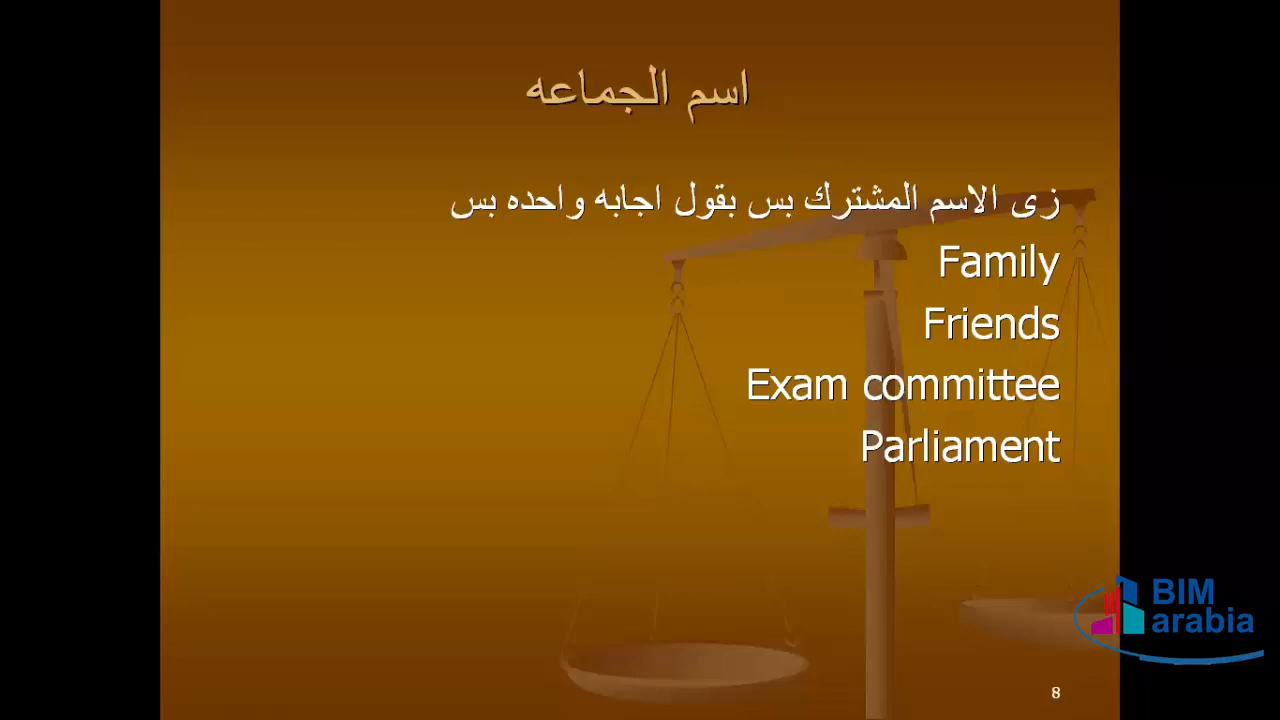 اسم الجماعه
زى الاسم المشترك بس بقول اجابه واحده بس
Family
Friends
Exam committee
Parliament
BIM
arabia
8